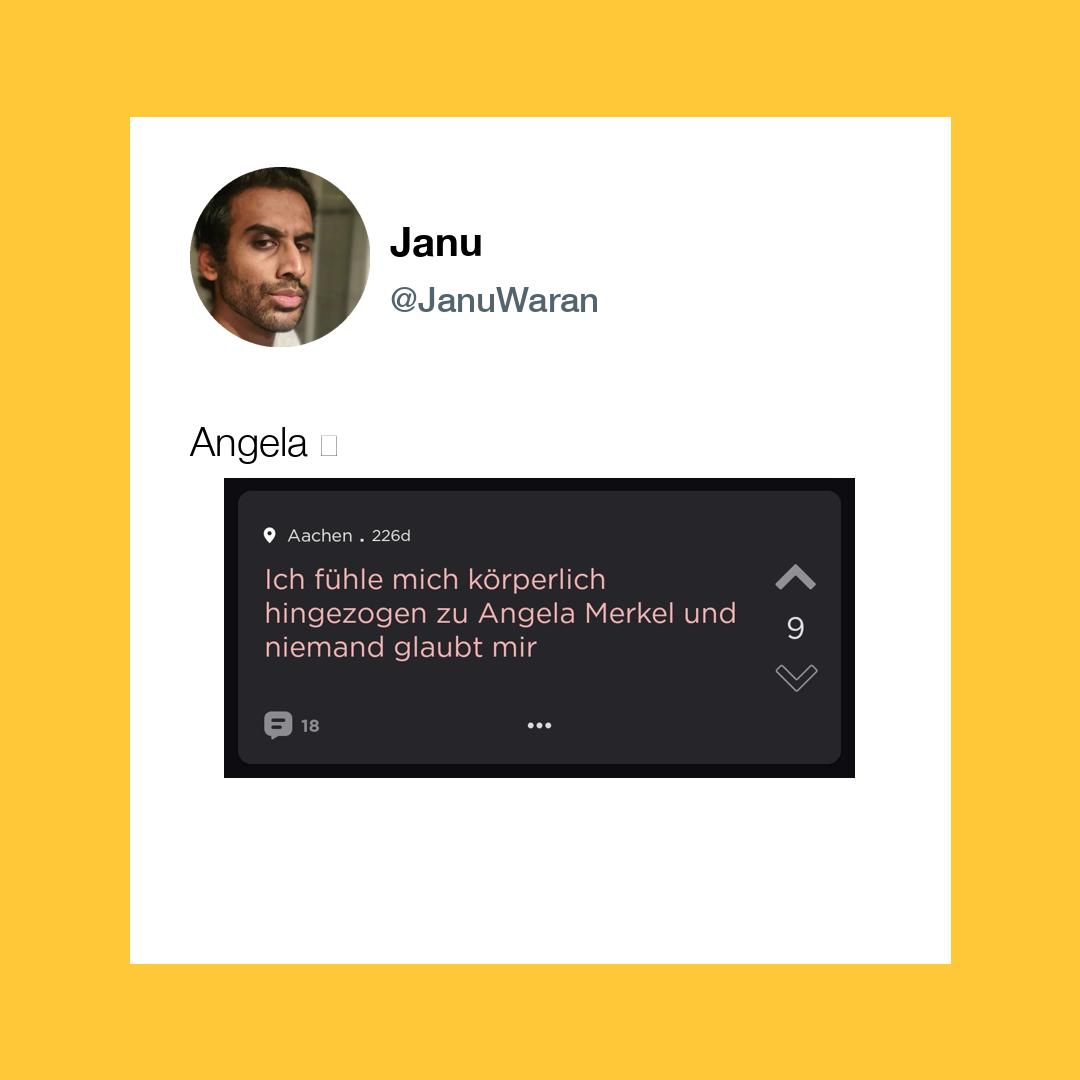 Janu
@JanuWaran
Angela
Aachen . 226d
Ich fühle mich körperlich
hingezogen zu Angela Merkel und
niemand glaubt mir
9
18